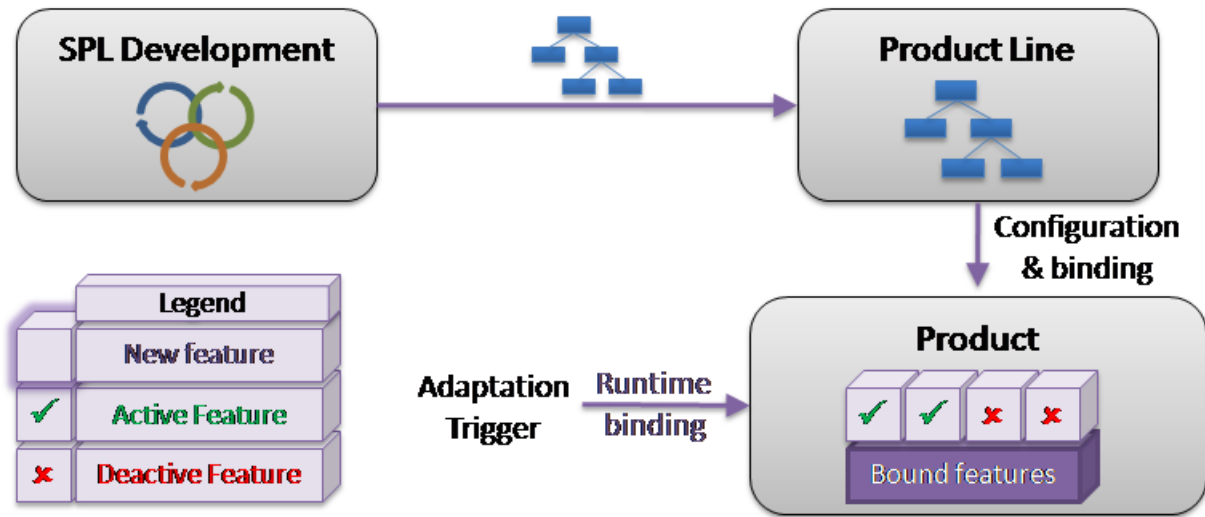 SPL Development
Product Line
Configuration
& binding
Legend
New feature
Active Feature
Deactive Feature
Adaptation
Trigger
Runtime
binding
Product
Bound features